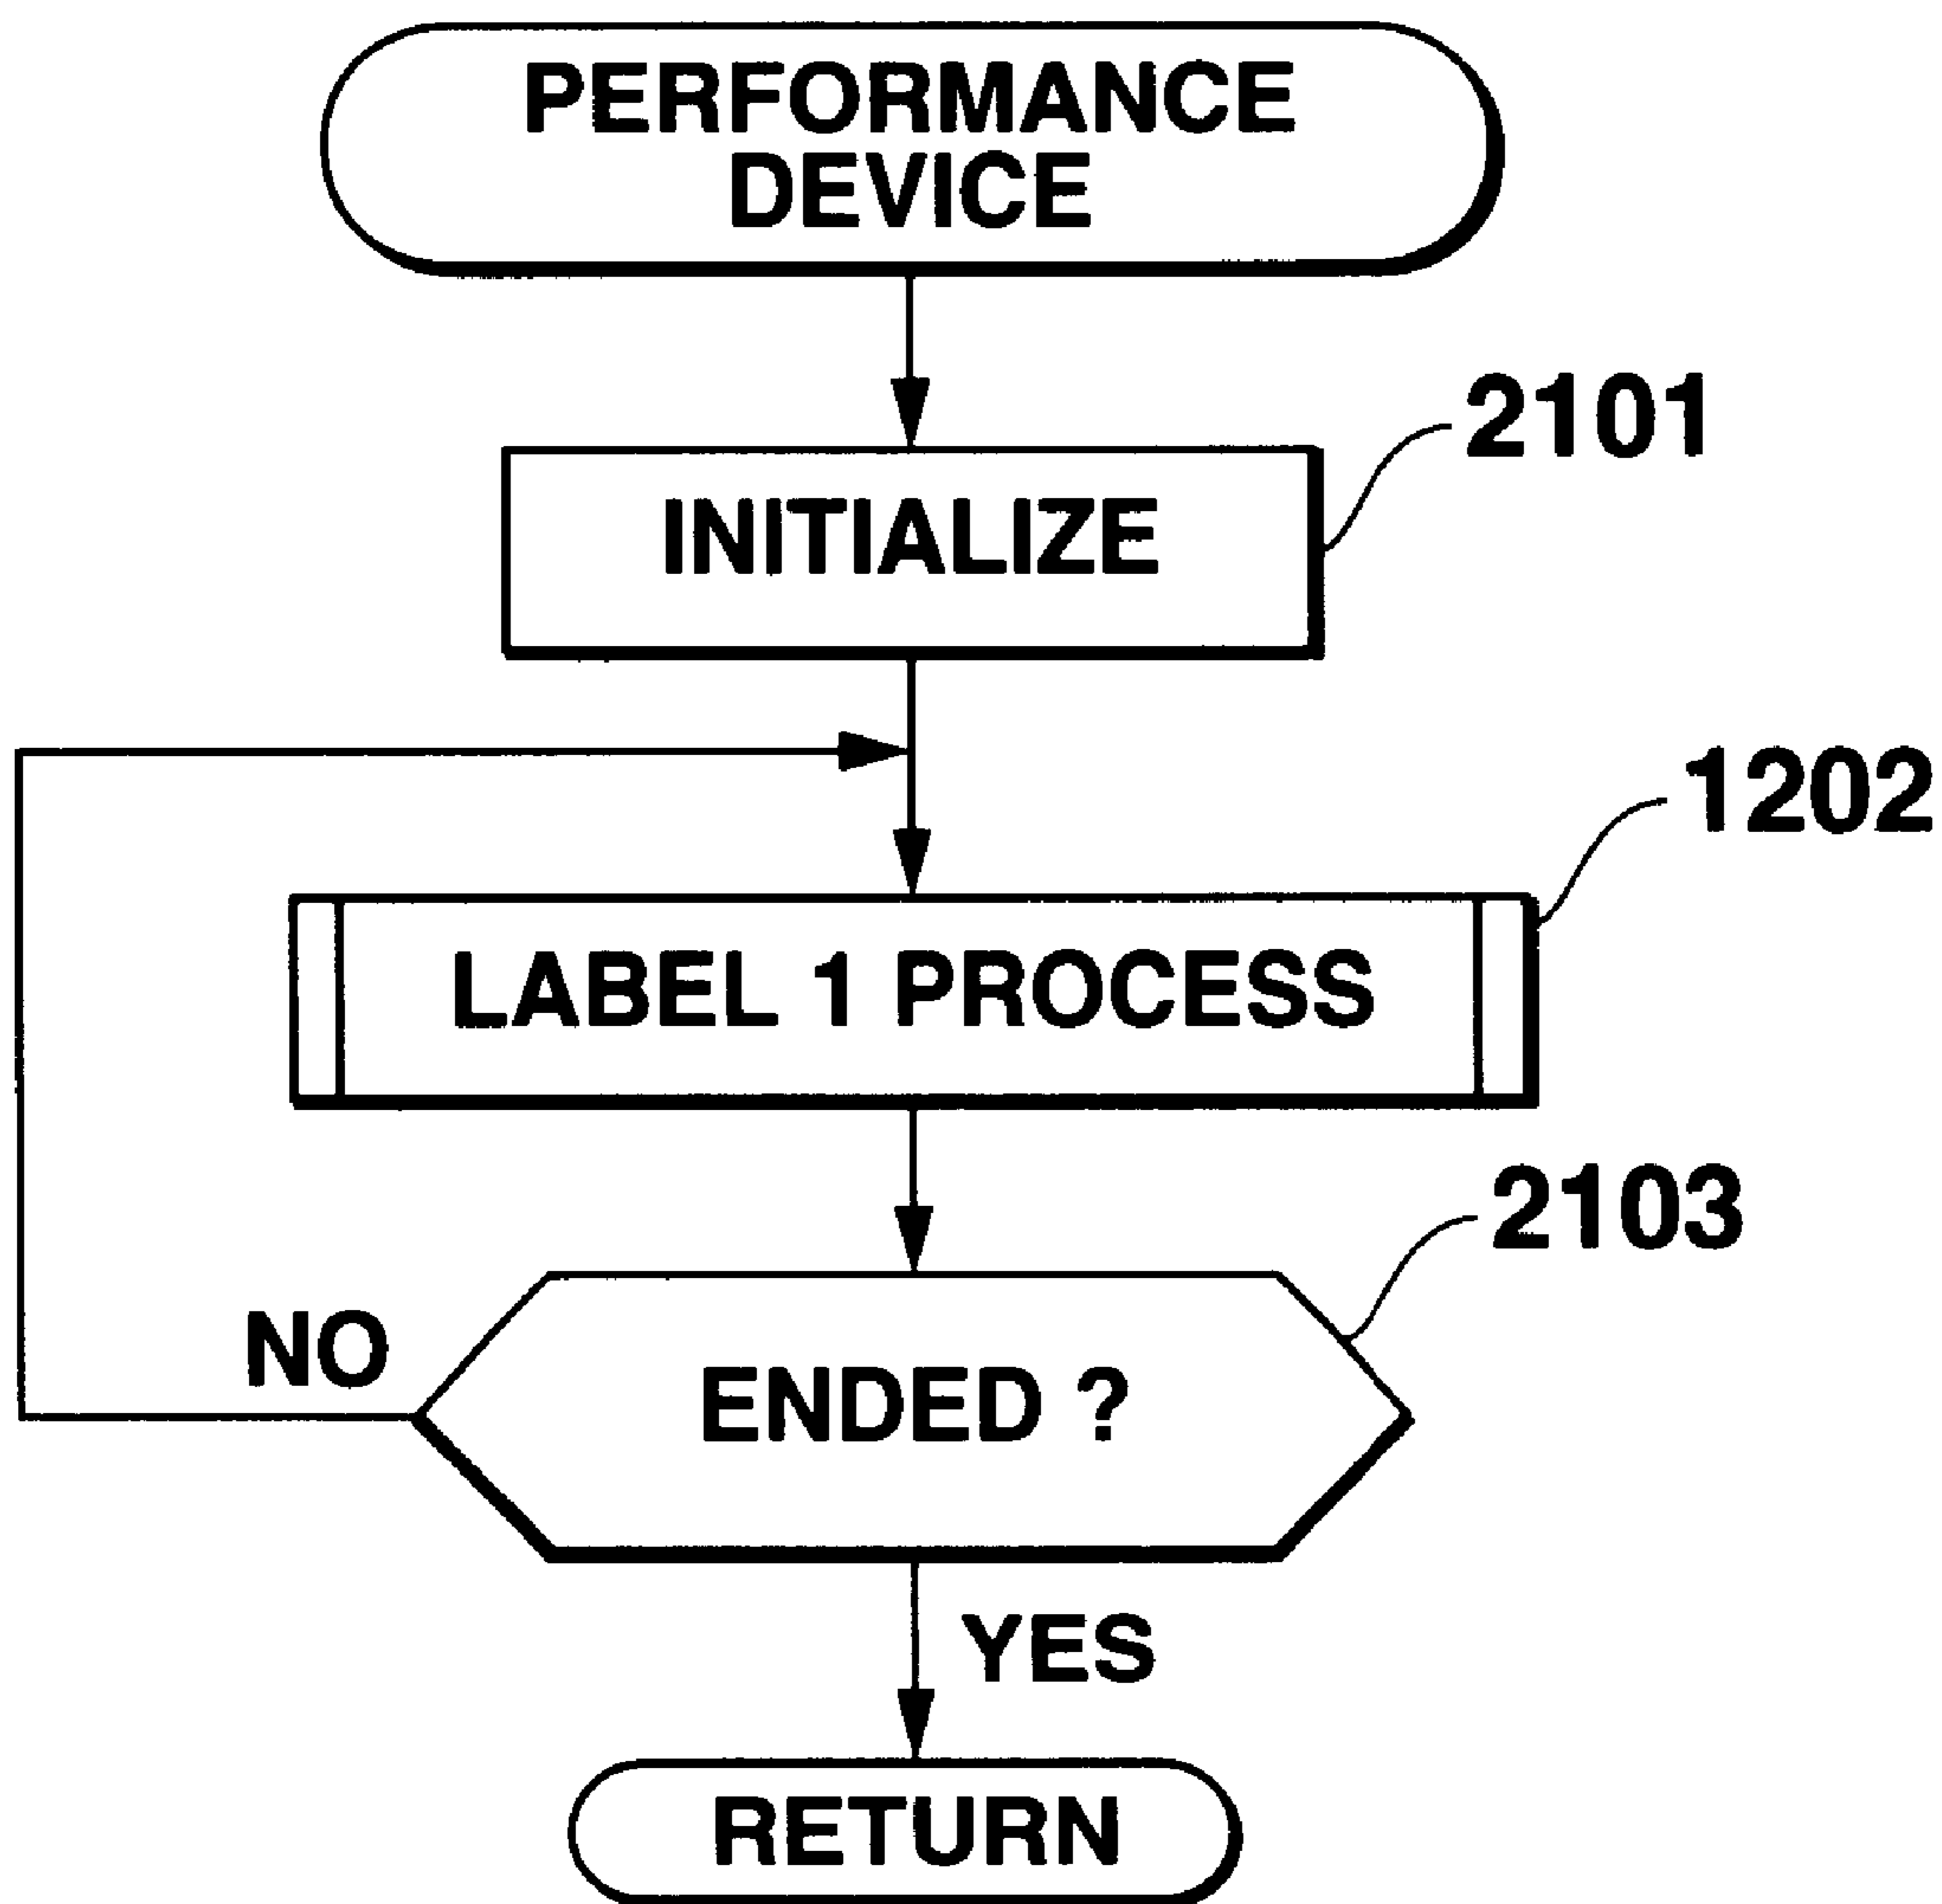 PERFORMANCE
DEVICE
2101
INITIALIZE
1202
LABEL 1 PROCESS
2103
NO
ENDED ?
YES
RETURN